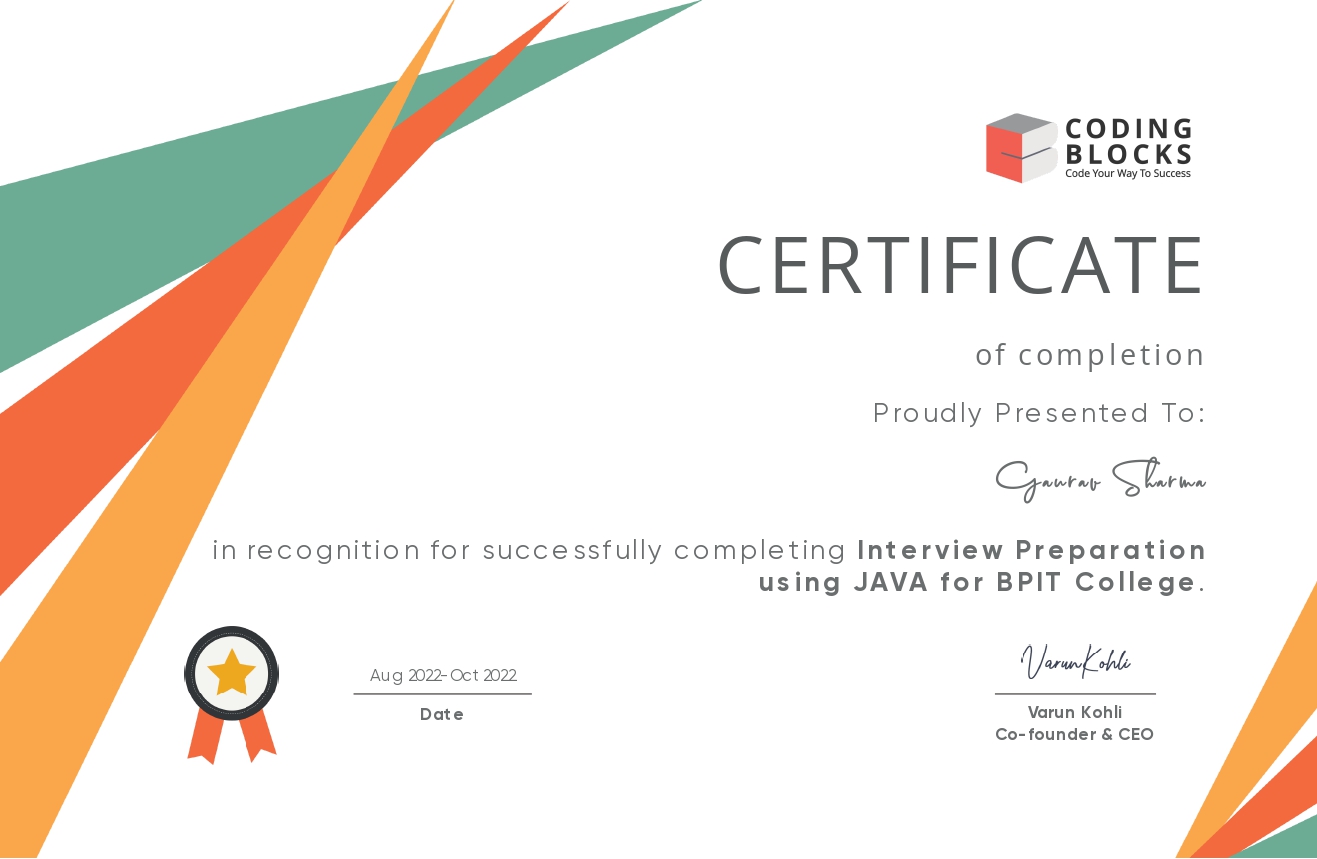 CODING
BLOCKS
Code Your Way To Success
CERTIFICATE
of completion
Proudly Presented To:
Gaurav Sharma
in recognition for successfully completing Interview Preparation
using JAVA for BPIT College.
Aug 2022-Oct 2022
Date
VarunKohli
Varun Kohli
Co-founder & CEO